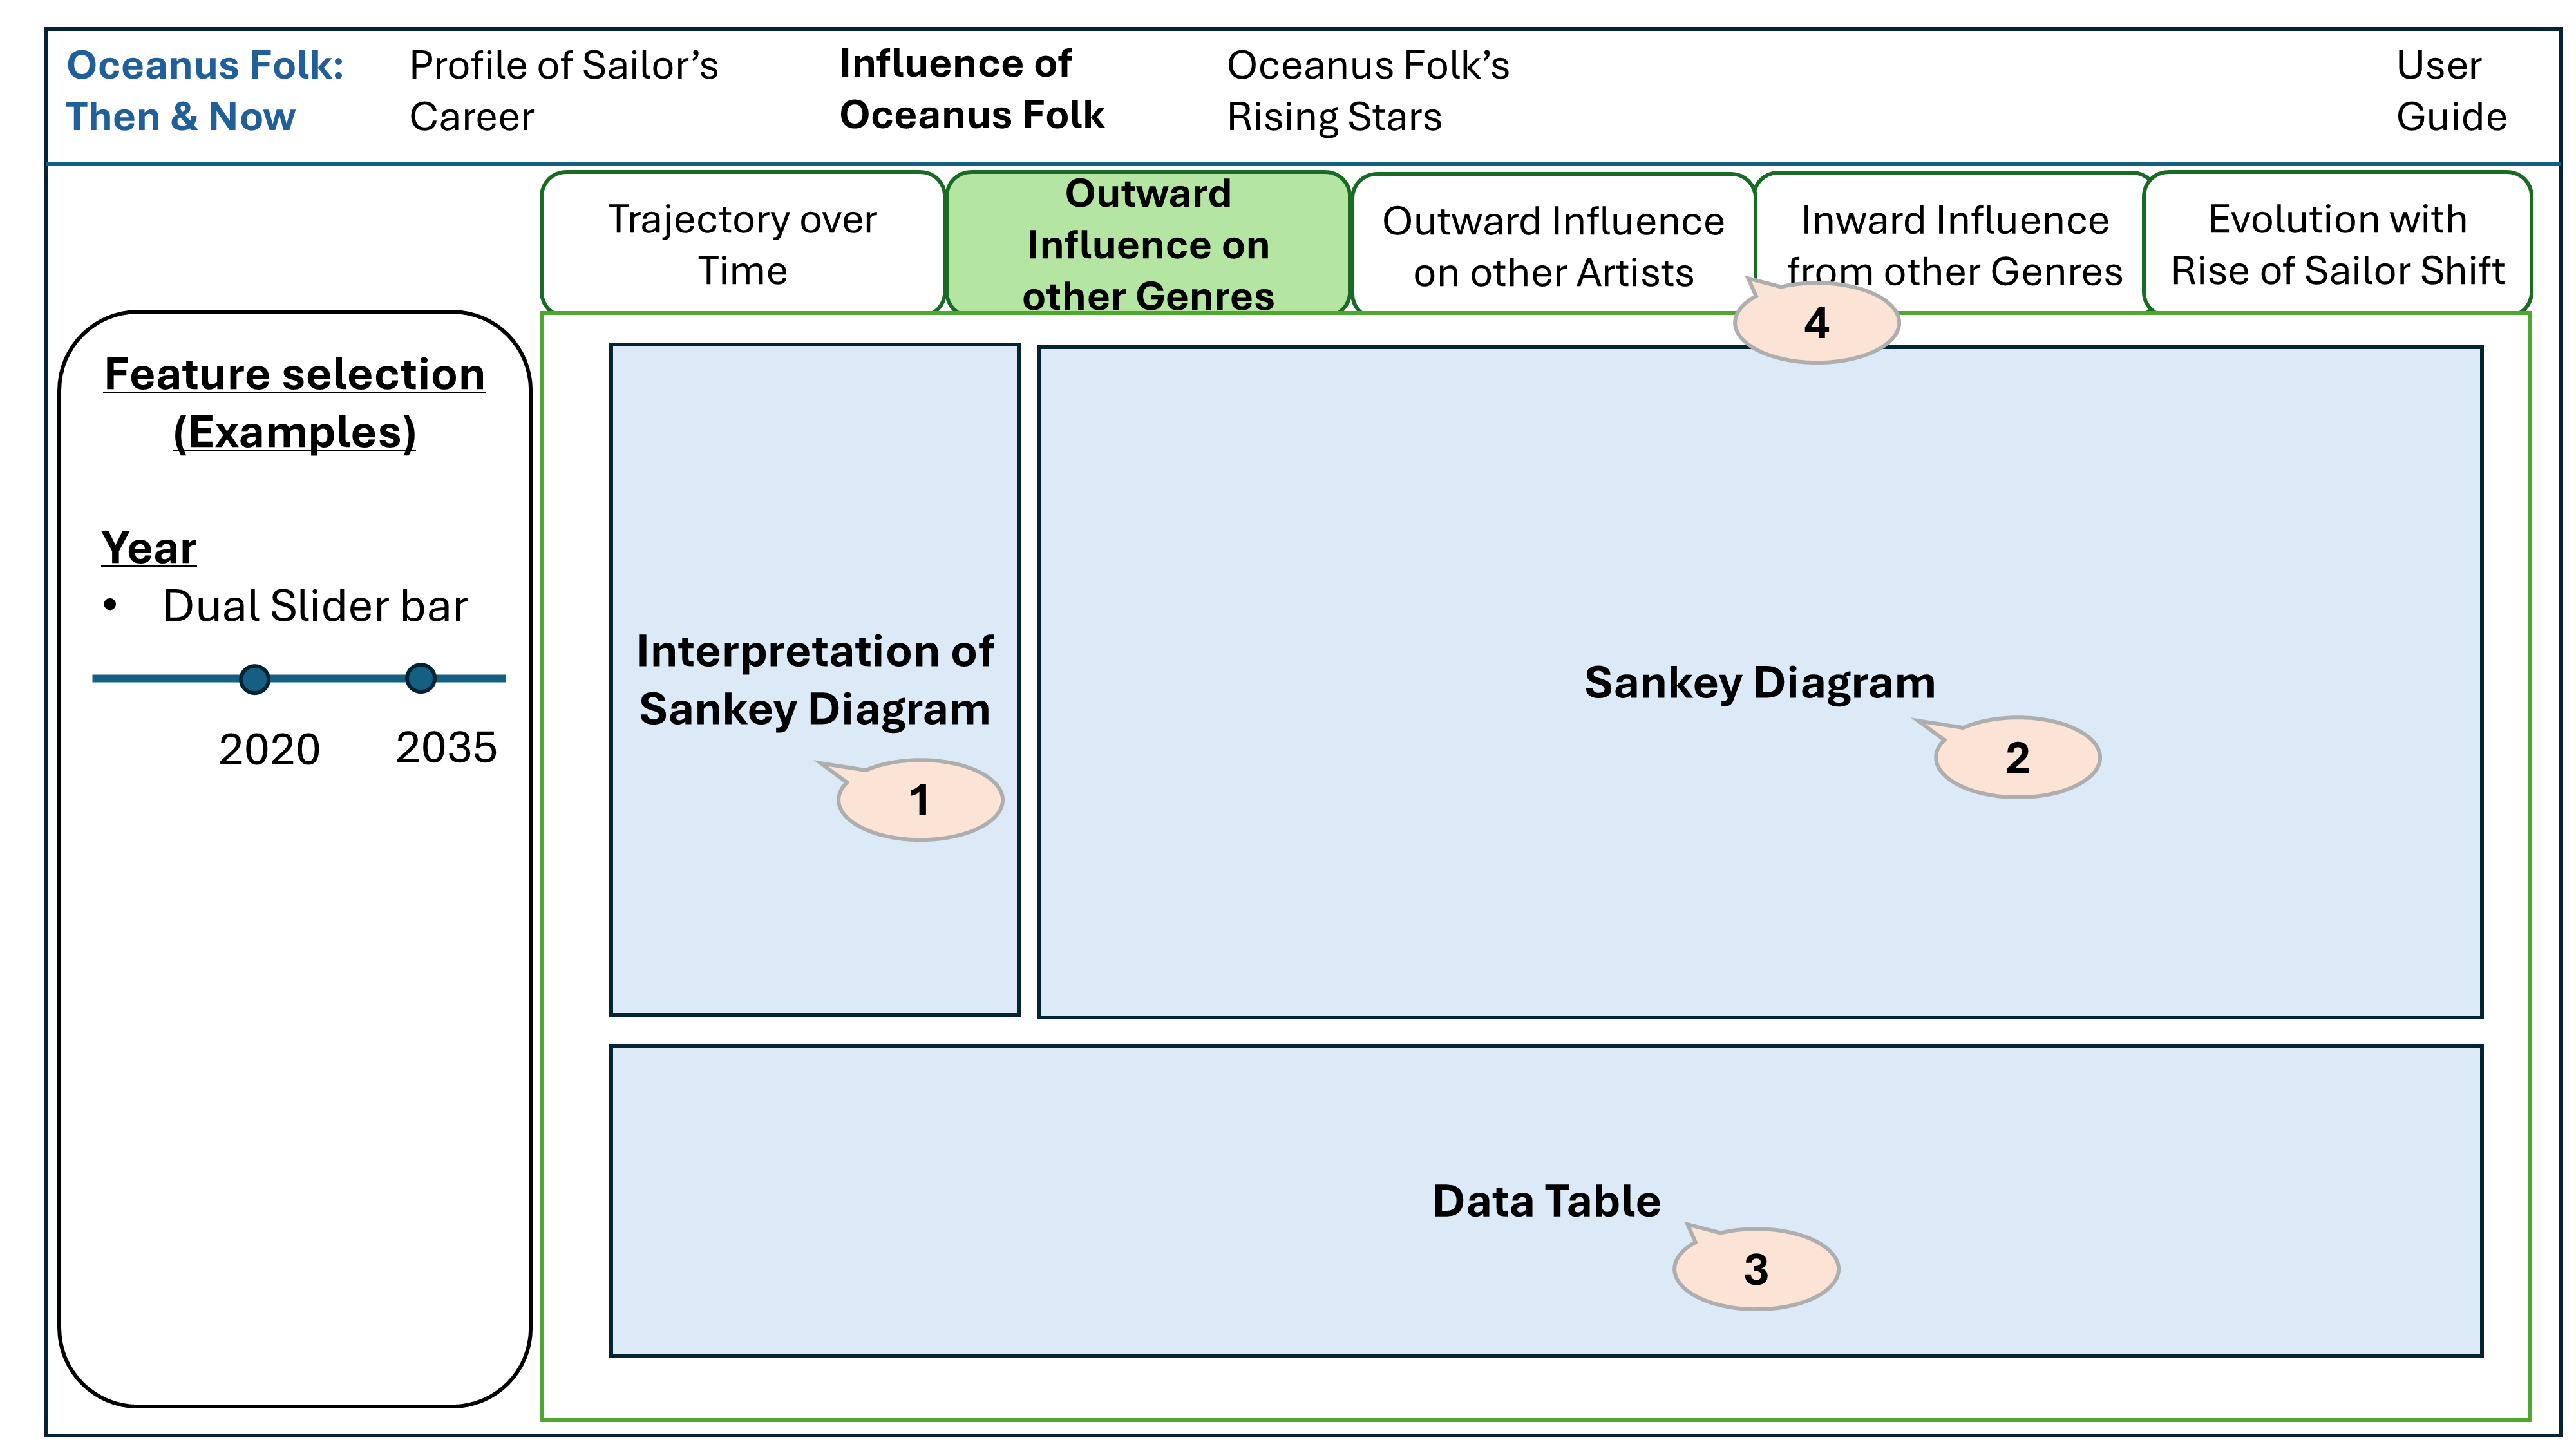 Oceanus Folk:
Then & Now
Profile of Sailor’s
Career
Influence of
Oceanus Folk
Oceanus Folk’s
Rising Stars
User
Guide
Trajectory over
Time
Outward
Influence on
other Genres
Outward Influence
on other Artists
Inward Influence
from other Genres
Evolution with
Rise of Sailor Shift
4
Feature selection
(Examples)
Year
• Dual Slider bar
2020
2035
Interpretation of
Sankey Diagram
1
Sankey Diagram
2
Data Table
3